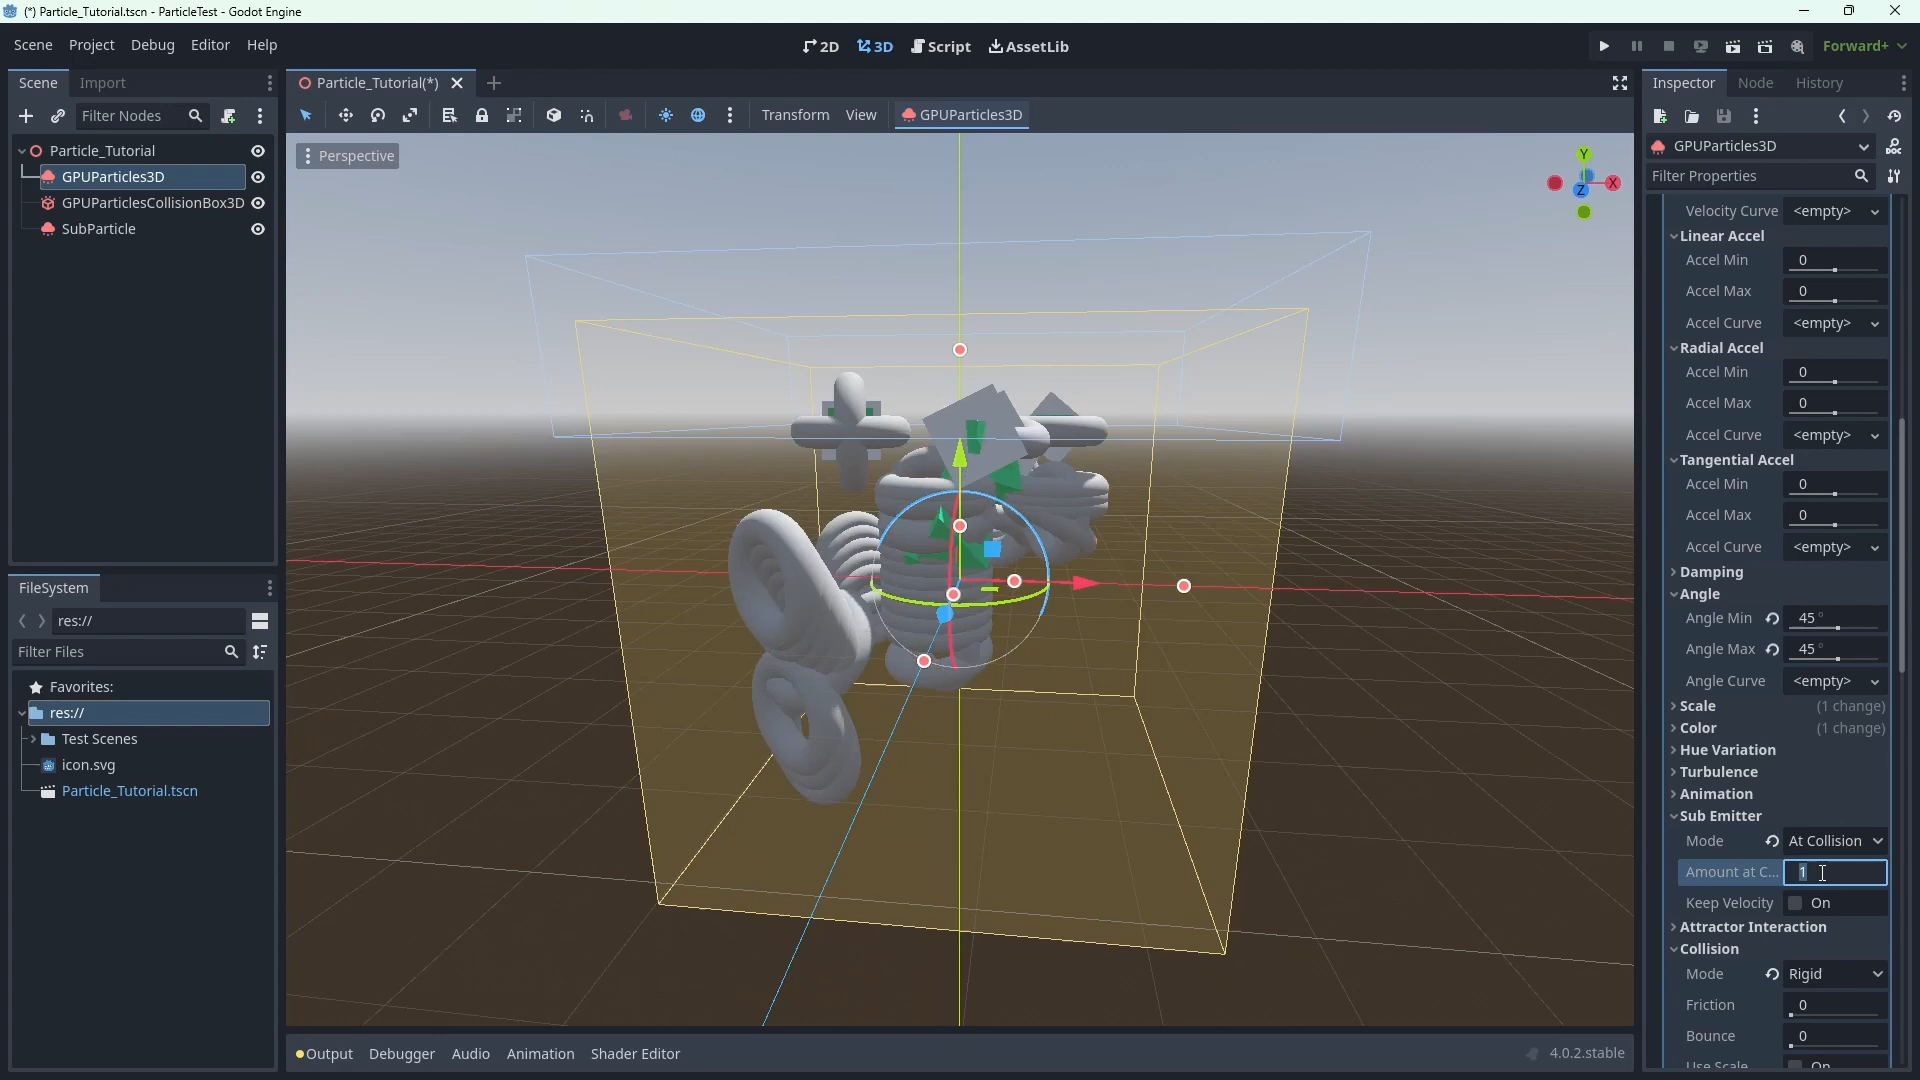 (*) Particle_Tutorial.tscn - ParticleTest - Godot Engine
Scene Project Debug Editor Help
2D 3D Script AssetLib
Forward+
Scene Import
Filter Nodes
Particle_Tutorial
GPUParticles3D
GPUParticlesCollisionBox3D
SubParticle
FileSystem
res://
Filter Files
Favorites:
res://
Test Scenes
icon.svg
Particle_Tutorial.tscn
Particle_Tutorial(*)
Transform View GPUParticles3D
Perspective
Y
X
Z
Output Debugger Audio Animation Shader Editor
4.0.2.stable
Inspector Node History
GPUParticles3D
Filter Properties
Velocity Curve <empty>
Linear Accel
Accel Min 0
Accel Max 0
Accel Curve <empty>
Radial Accel
Accel Min 0
Accel Max 0
Accel Curve <empty>
Tangential Accel
Accel Min 0
Accel Max 0
Accel Curve <empty>
Damping
Angle
Angle Min 45 °
Angle Max 45 °
Angle Curve <empty>
Scale (1 change)
Color (1 change)
Hue Variation
Turbulence
Animation
Sub Emitter
Mode At Collision
Amount at C... 1
Keep Velocity On
Attractor Interaction
Collision
Mode Rigid
Friction 0
Bounce 0
Use Scale On